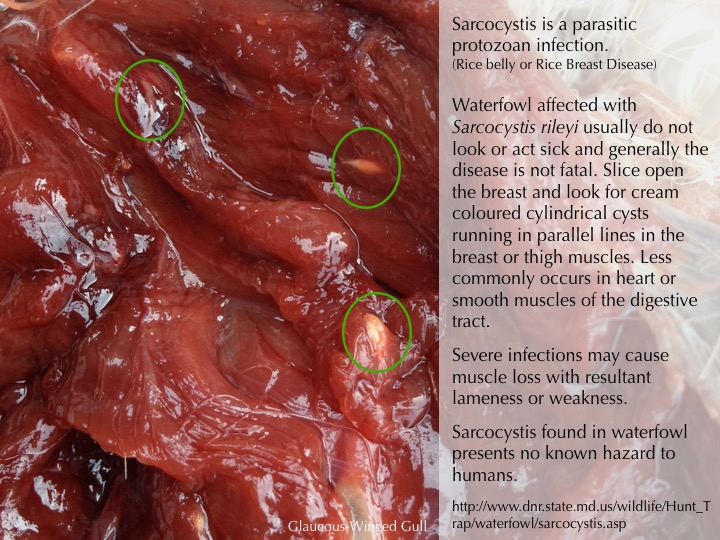 Sarcocystis is a parasitic
protozoan infection.
(Rice belly or Rice Breast Disease)
Waterfowl affected with
Sarcocystis rileyi usually do not
look or act sick and generally the
disease is not fatal. Slice open
the breast and look for cream
coloured cylindrical cysts
running in parallel lines in the
breast or thigh muscles. Less
commonly occurs in heart or
smooth muscles of the digestive
tract.
Severe infections may cause
muscle loss with resultant
lameness or weakness.
Sarcocystis found in waterfowl
presents no known hazard to
humans.
http://www.dnr.state.md.us/wildlife/Hunt_T
rap/waterfowl/sarcocystis.asp
Glaucous-Winged Gull